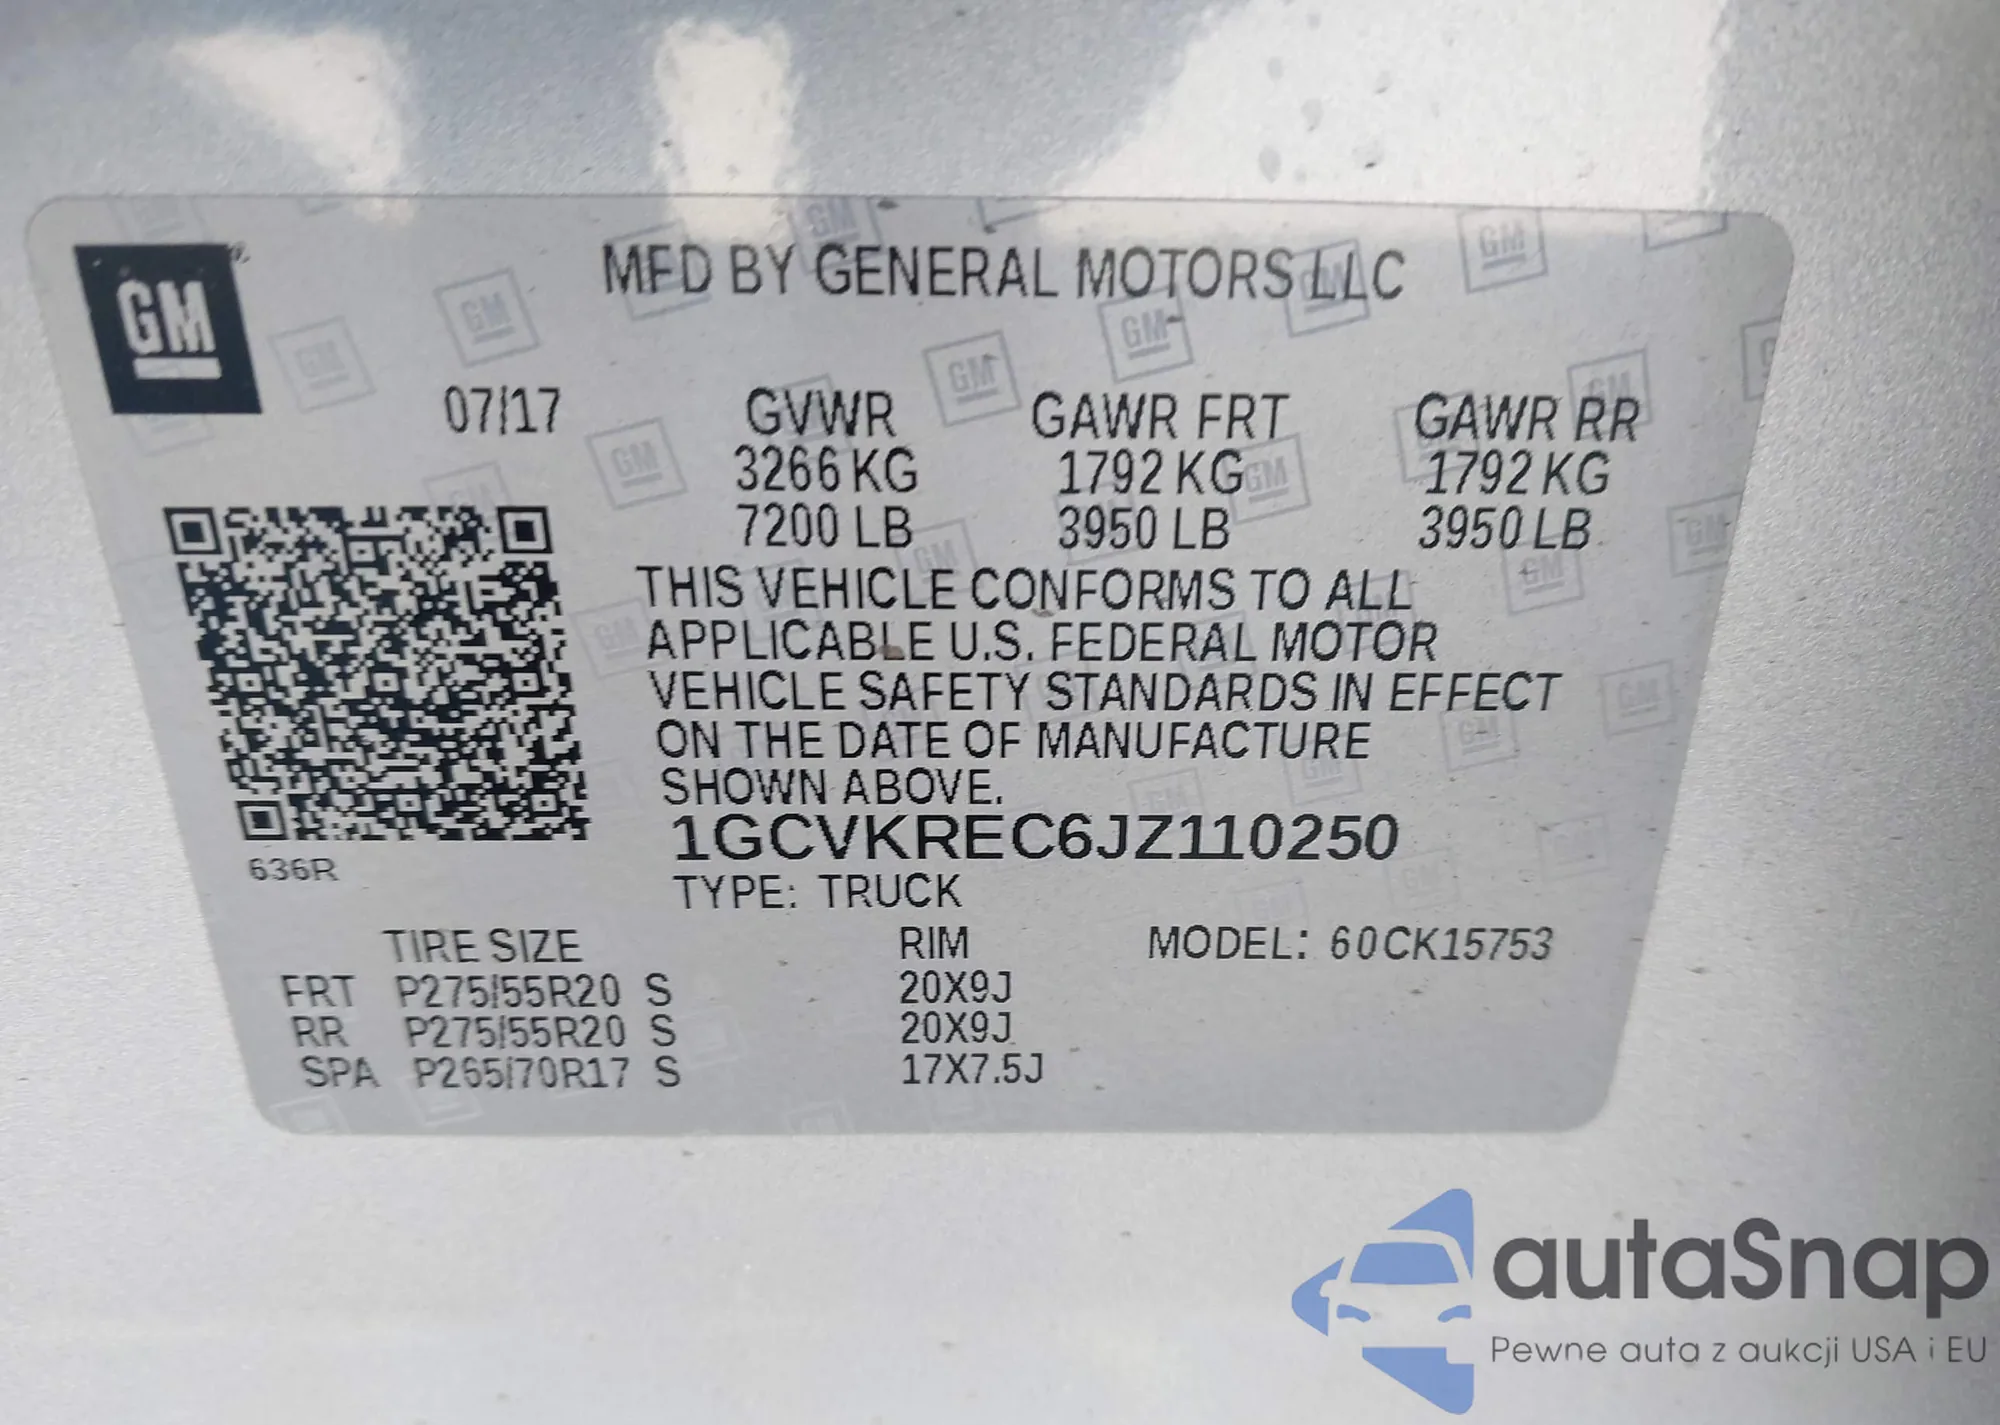 GM
MFD BY GENERAL MOTORS LLC
07/17 GVWR GAWR FRT GAWR RR
3266 KG 1792 KG 1792 KG
7200 LB 3950 LB 3950 LB
THIS VEHICLE CONFORMS TO ALL
APPLICABLE U.S. FEDERAL MOTOR
VEHICLE SAFETY STANDARDS IN EFFECT
ON THE DATE OF MANUFACTURE
SHOWN ABOVE.
1GCVKREC6JZ110250
636R
TYPE: TRUCK
TIRE SIZE RIM MODEL: 60CK15753
FRT P275/55R20 S 20X9J
RR P275/55R20 S 20X9J
SPA P265/70R17 S 17X7.5J
autaSnap
Pewne auta z aukcji USA i EU